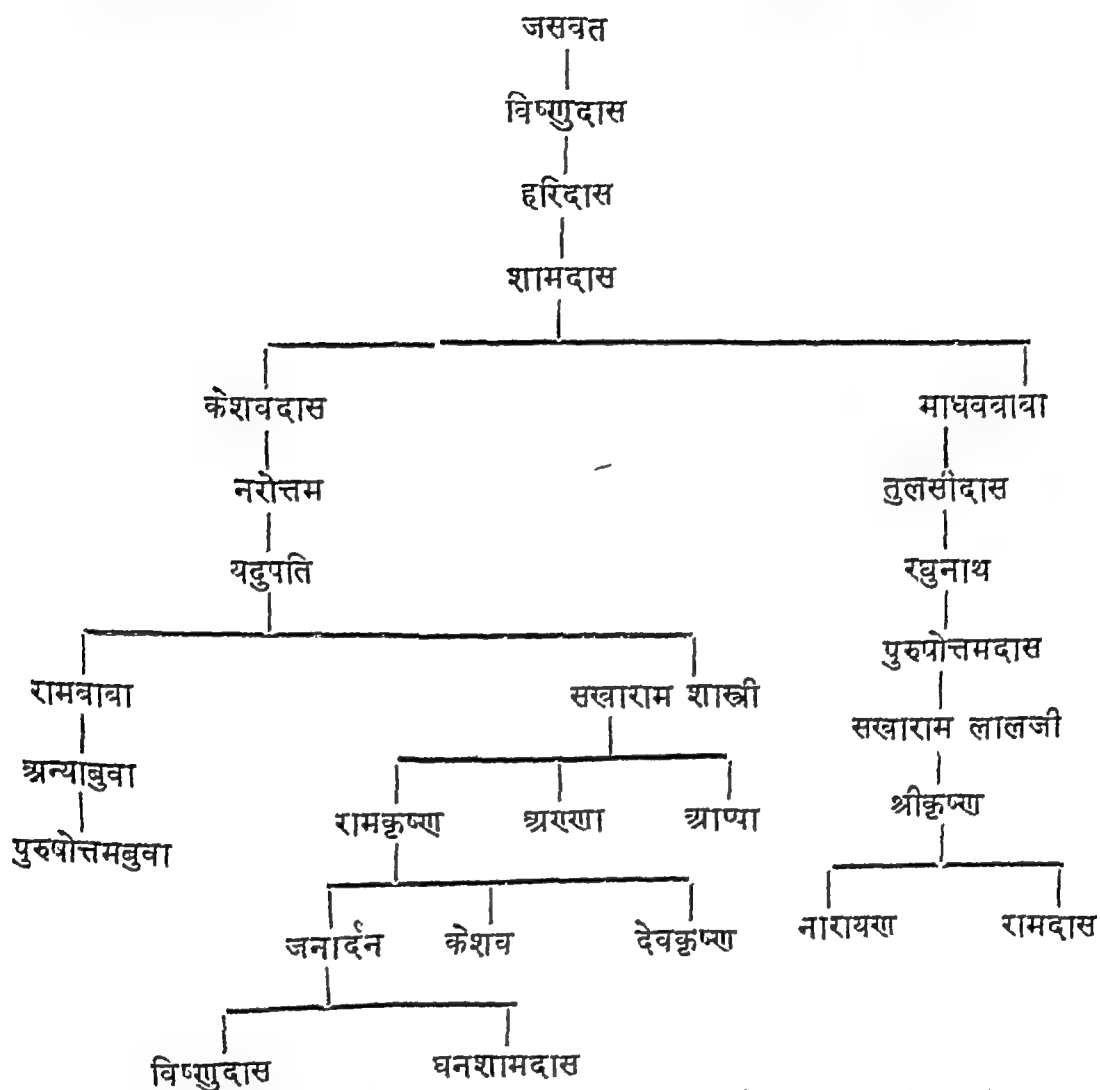 जसवत
विष्णुदास
हरिदास
शामदास
केशवदास माधवबाबा
नरोत्तम तुलसीदास
यदुपति रघुनाथ
पुरुषोत्तमदास
रामबाबा सखाराम शास्त्री
सखाराम लालजी
अन्याबुवा
श्रीकृष्ण
रामकृष्ण अण्णा आप्पा
पुरुषोत्तमबुवा
नारायण रामदास
जनार्दन केशव देवकृष्ण
विष्णुदास घनशामदास